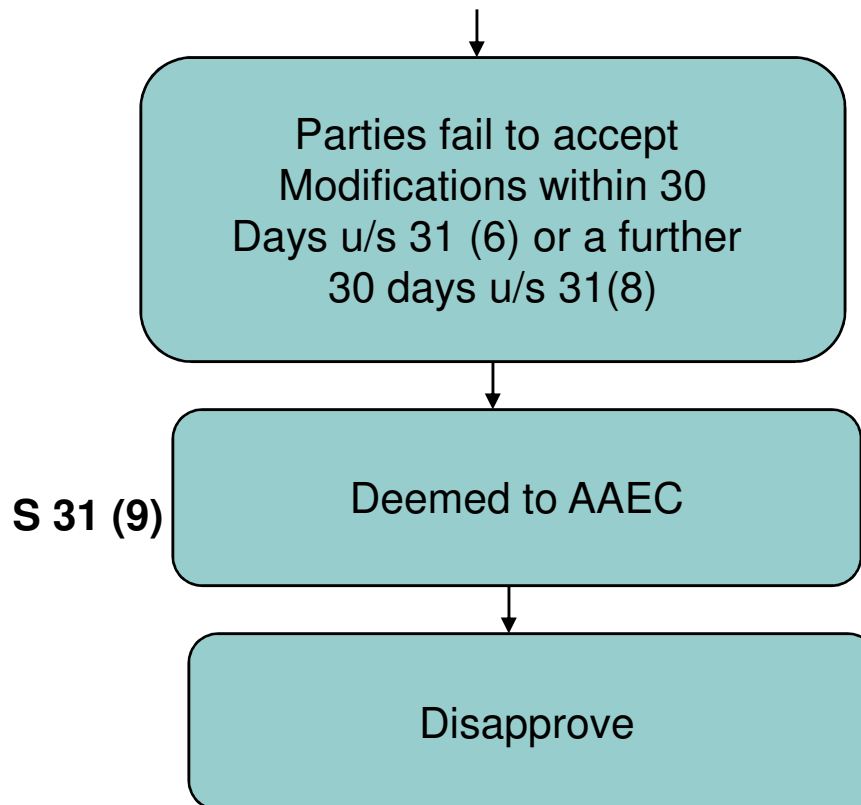 Parties fail to accept
Modifications within 30
Days u/s 31 (6) or a further
30 days u/s 31(8)
S 31 (9)
Deemed to AAEC
Disapprove